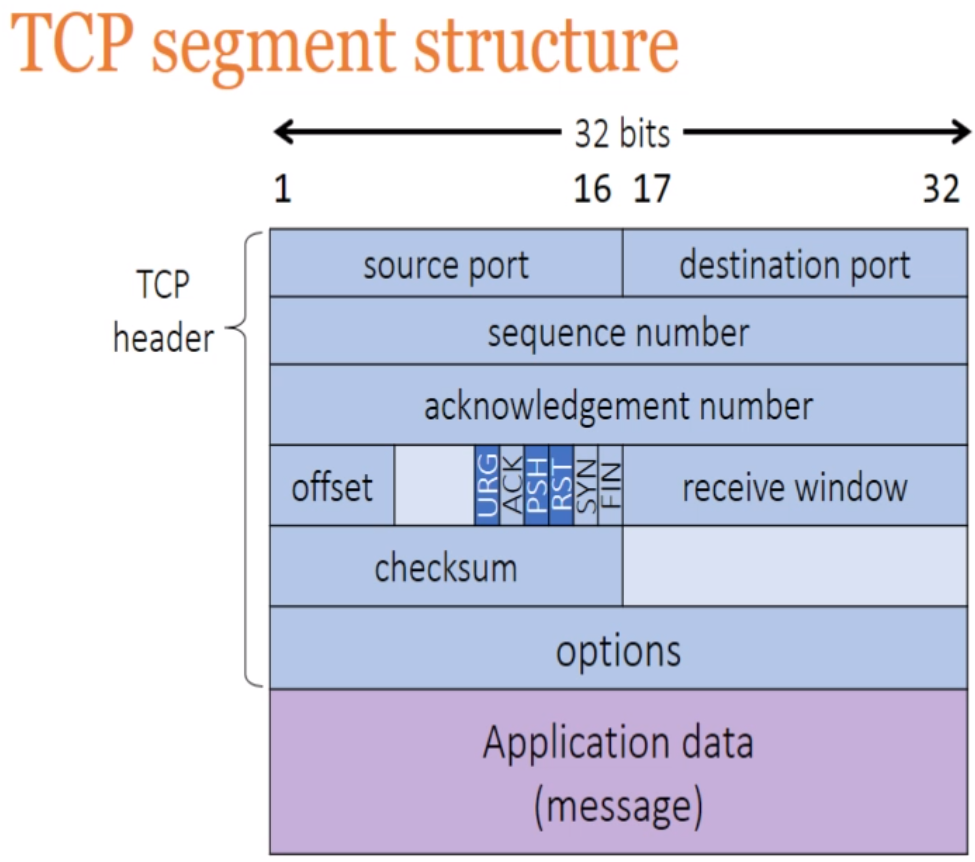 TCP segment structure
32 bits
1 16 17 32
TCP
header
source port destination port
sequence number
acknowledgement number
offset URG ACK PSH RST SYN FIN receive window
checksum
options
Application data
(message)